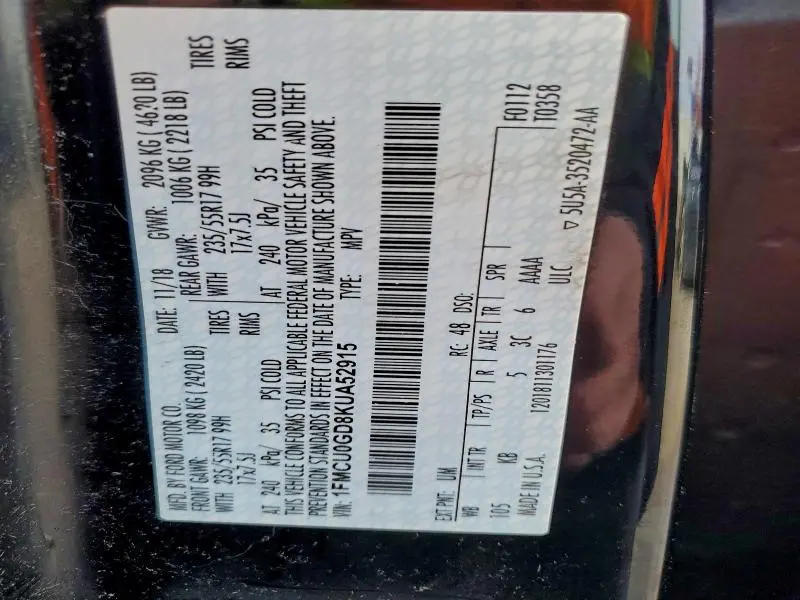 MFD. BY FORD MOTOR CO.
DATE: 11/18 GVWR: 2096 KG ( 4620 LB)
FRONT GAWR: 1098 KG ( 2420 LB) REAR GAWR: 1006 KG ( 2218 LB)
WITH 235/55R17 99H TIRES WITH 235/55R17 99H TIRES
17x7.5J RIMS 17x7.5J RIMS
AT 240 kPa/ 35 PSI COLD AT 240 kPa/ 35 PSI COLD
THIS VEHICLE CONFORMS TO ALL APPLICABLE FEDERAL MOTOR VEHICLE SAFETY AND THEFT
PREVENTION STANDARDS IN EFFECT ON THE DATE OF MANUFACTURE SHOWN ABOVE.
VIN: 1FMCU0GD8KUA52915 TYPE: MPV
EXT PNT: UM RC: 48 DSO: F0112
WB INT TR TP/PS R AXLE TR SPR T0358
105 KB 5 3C 6 AAAA
MADE IN U.S.A. 1201811301176 ULC
5U5A-3520472-AA